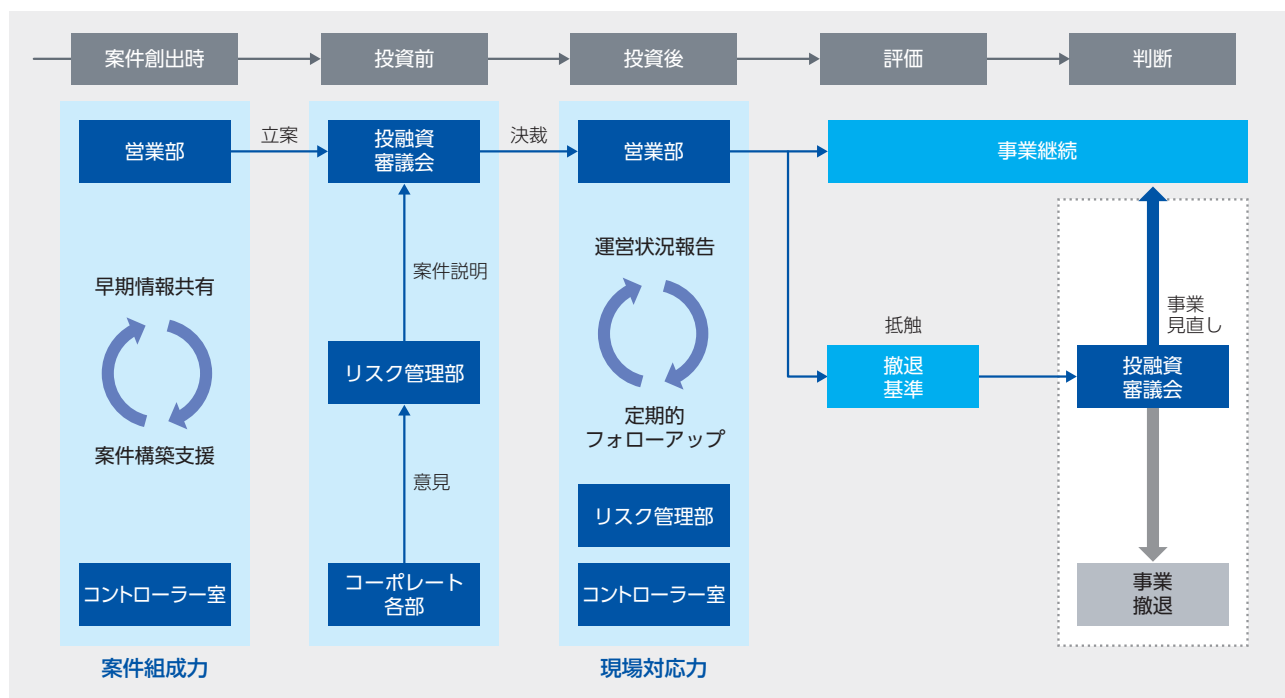 案件創出時
投資前
投資後
評価
判断
営業部
立案
投融資
審議会
決裁
営業部
事業継続
早期情報共有
案件構築支援
コントローラー室
案件組成力
案件説明
リスク管理部
意見
コーポレート
各部
運営状況報告
定期的
フォローアップ
リスク管理部
コントローラー室
現場対応力
抵触
撤退
基準
事業
見直し
投融資
審議会
事業
撤退